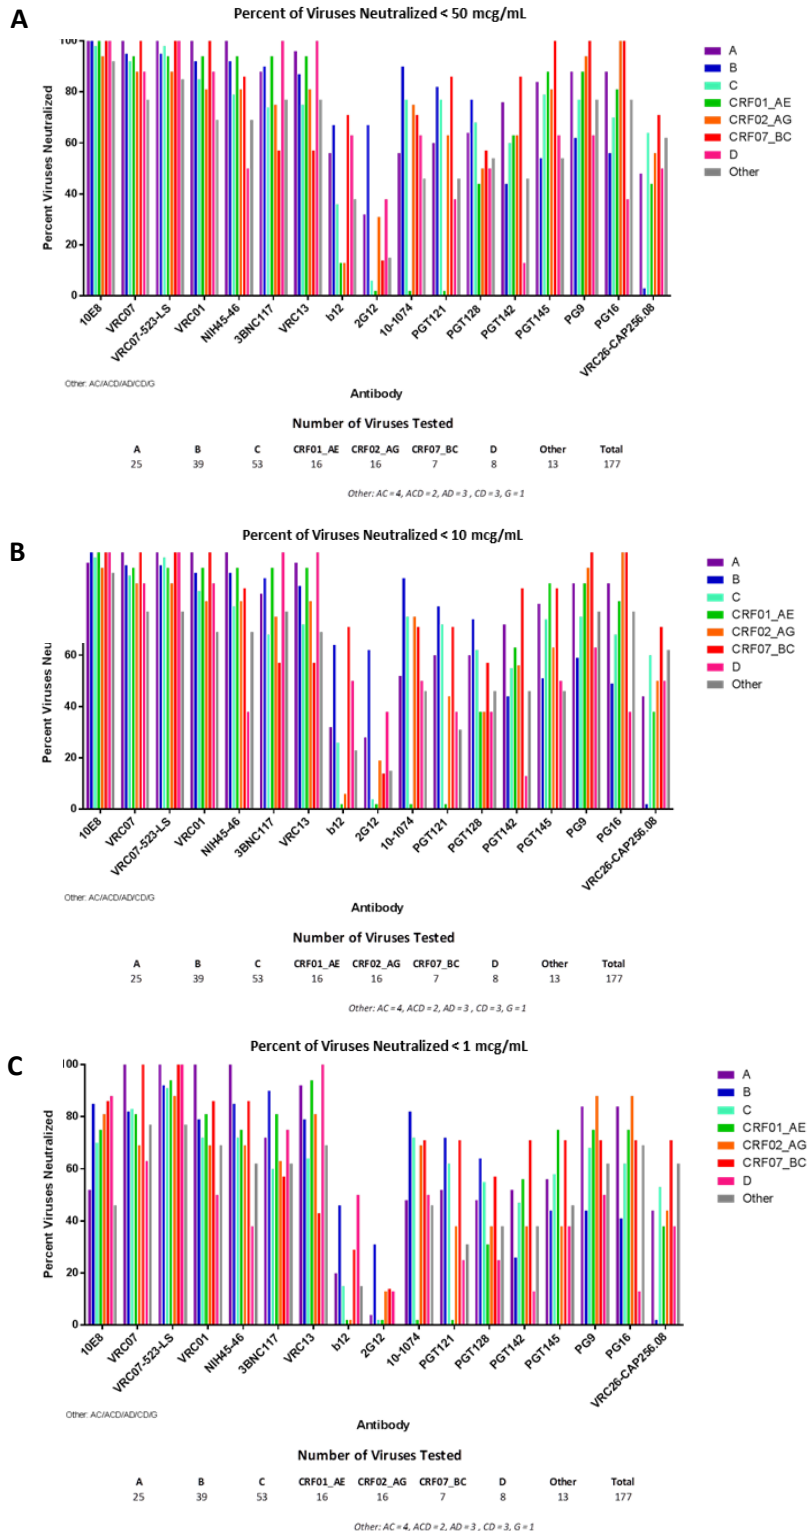 A
Percent of Viruses Neutralized < 50 mcg/mL
Percent Viruses Neutralized
100
80
60
40
20
0
A
B
C
CRF01_AE
CRF02_AG
CRF07_BC
D
Other
10E8
VRC07
VRC07-523-LS
VRC01
NIH45-46
3BNC117
VRC13
b12
2G12
10-1074
PGT121
PGT128
PGT142
PGT145
PG9
PG16
VRC26-CAP256.08
Other: AC/ACD/AD/CD/G
Antibody
Number of Viruses Tested
A B C CRF01_AE CRF02_AG CRF07_BC D Other Total
25 39 53 16 16 7 8 13 177
Other: AC = 4, ACD = 2, AD = 3 , CD = 3, G = 1
B
Percent of Viruses Neutralized < 10 mcg/mL
Percent Viruses Neu
60
40
20
0
A
B
C
CRF01_AE
CRF02_AG
CRF07_BC
D
Other
10E8
VRC07
VRC07-523-LS
VRC01
NIH45-46
3BNC117
VRC13
b12
2G12
10-1074
PGT121
PGT128
PGT142
PGT145
PG9
PG16
VRC26-CAP256.08
Other: AC/ACD/AD/CD/G
Antibody
Number of Viruses Tested
A B C CRF01_AE CRF02_AG CRF07_BC D Other Total
25 39 53 16 16 7 8 13 177
Other: AC = 4, ACD = 2, AD = 3 , CD = 3, G = 1
C
Percent of Viruses Neutralized < 1 mcg/mL
Percent Viruses Neutralized
100
80
60
40
20
0
A
B
C
CRF01_AE
CRF02_AG
CRF07_BC
D
Other
10E8
VRC07
VRC07-523-LS
VRC01
NIH45-46
3BNC117
VRC13
b12
2G12
10-1074
PGT121
PGT128
PGT142
PGT145
PG9
PG16
VRC26-CAP256.08
Other: AC/ACD/AD/CD/G
Antibody
Number of Viruses Tested
A B C CRF01_AE CRF02_AG CRF07_BC D Other Total
25 39 53 16 16 7 8 13 177
Other: AC = 4, ACD = 2, AD = 3 , CD = 3, G = 1